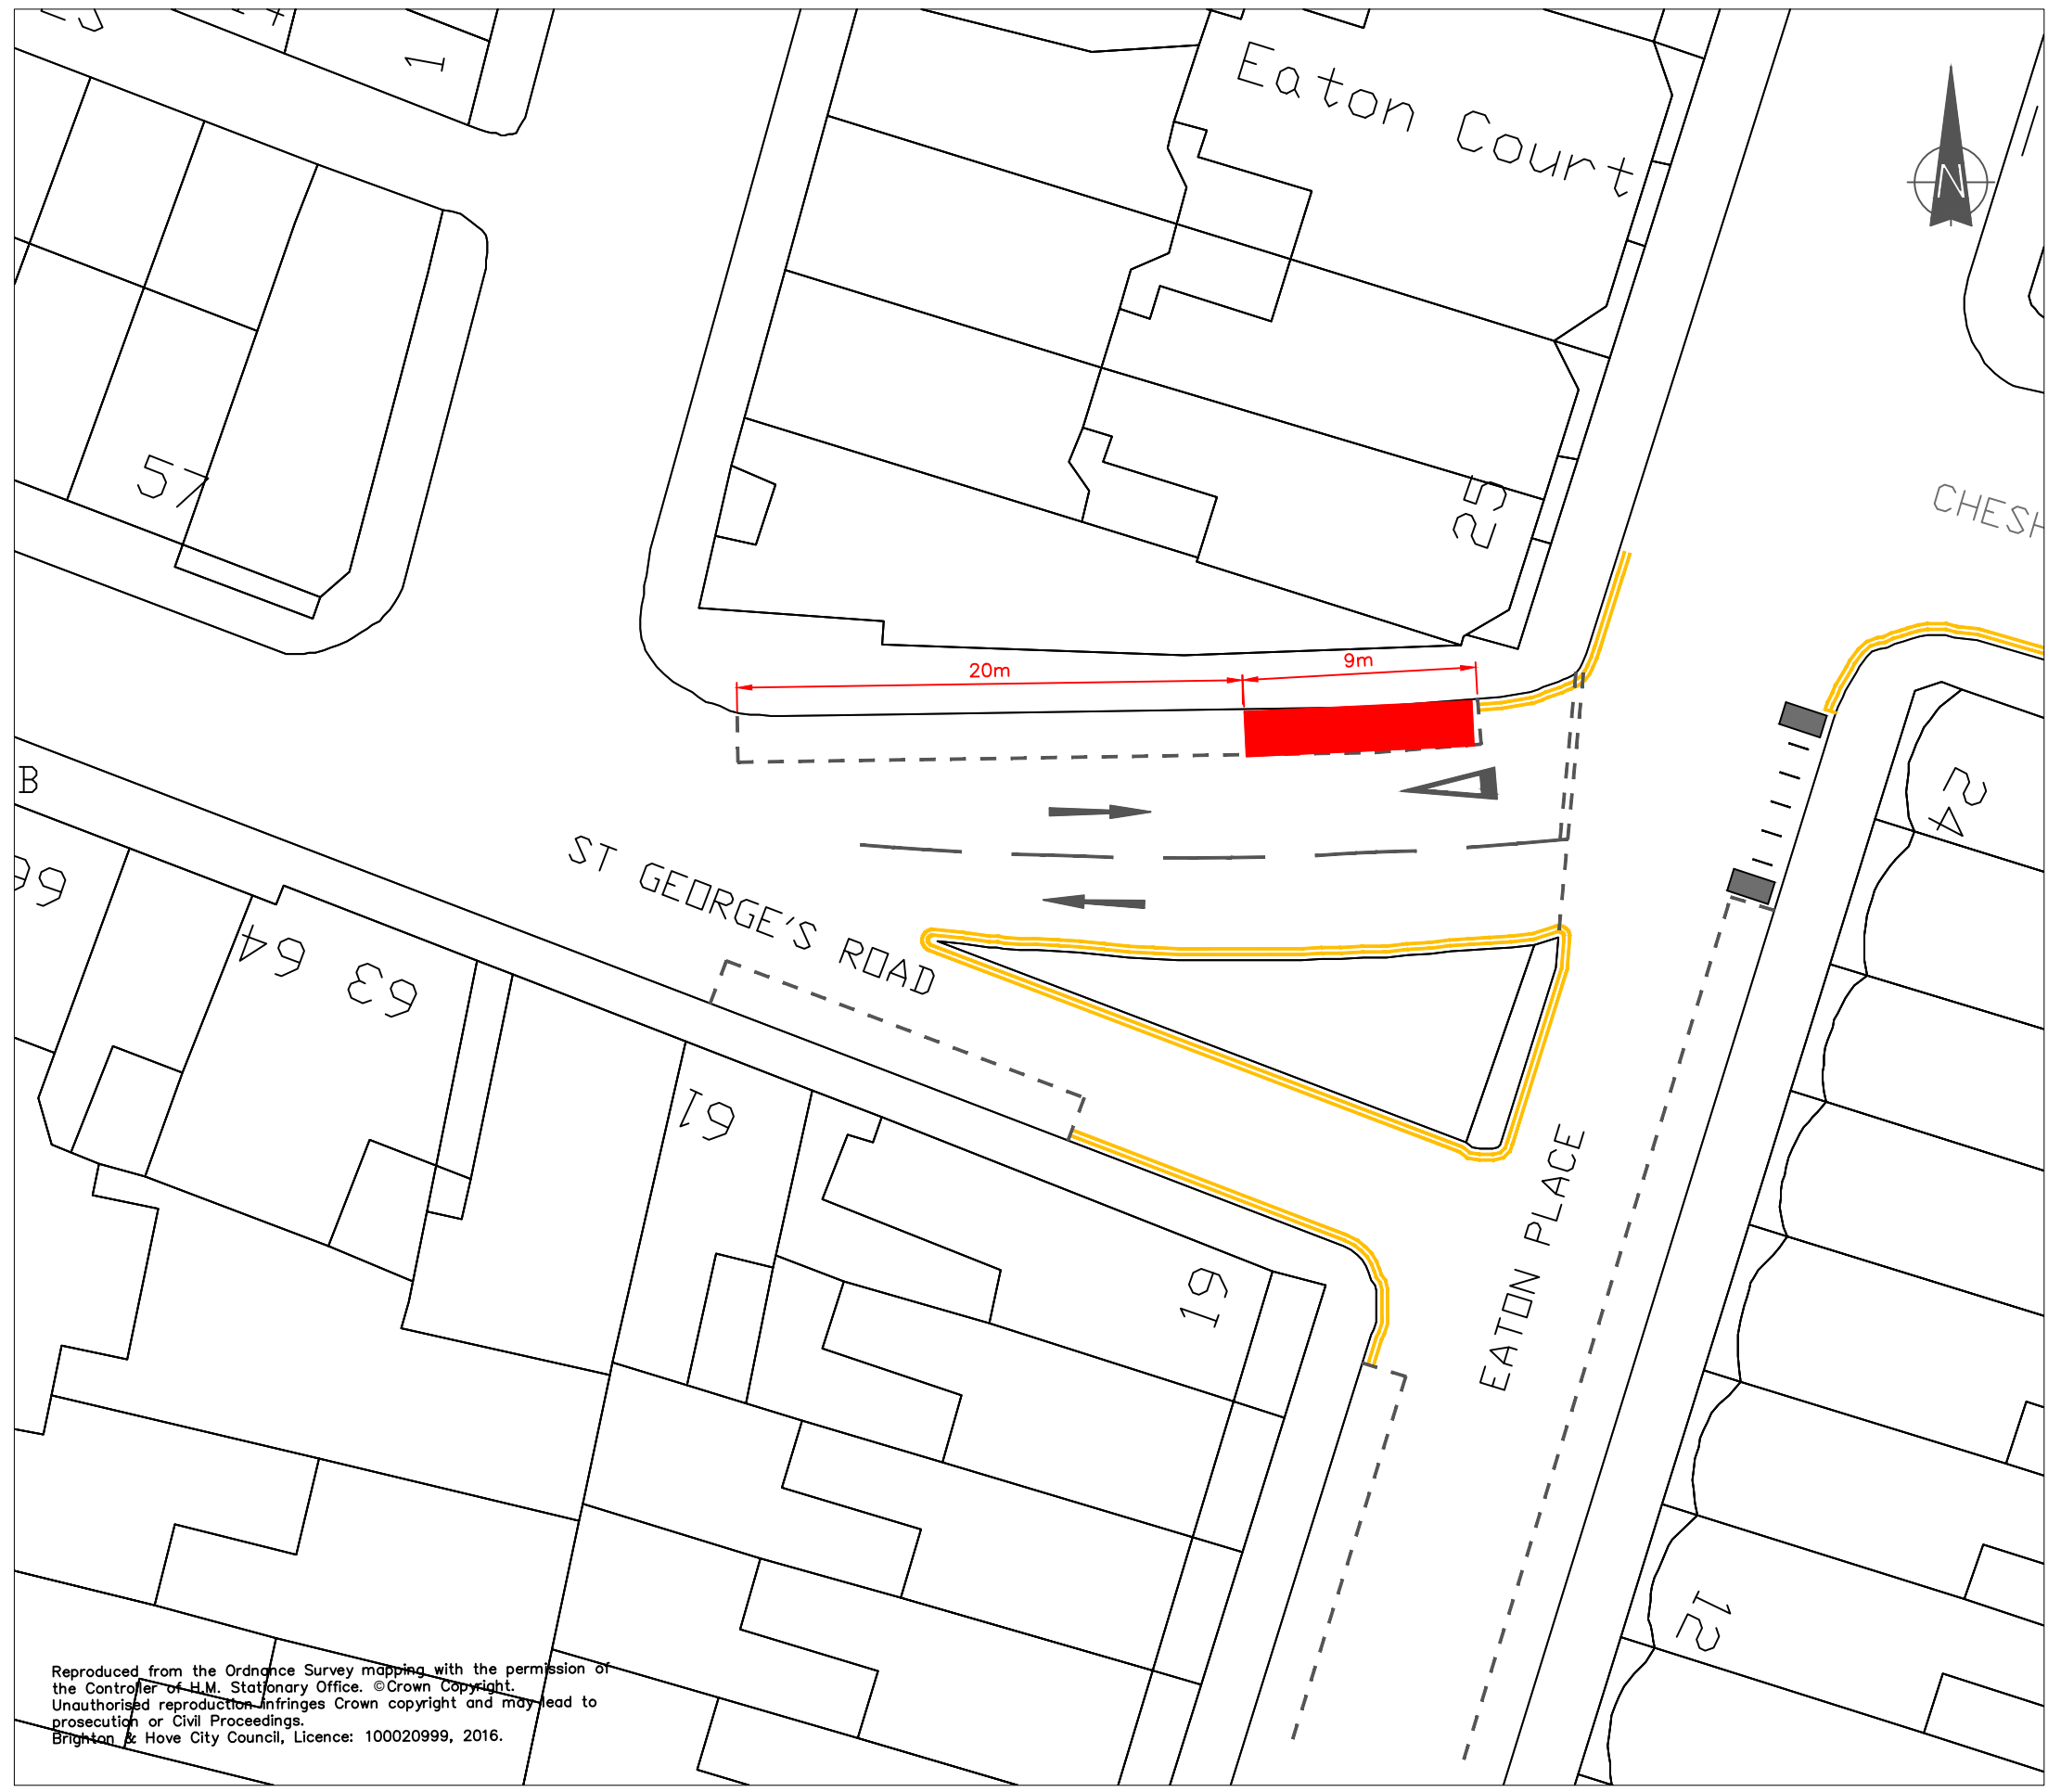 1
Eaton Court
N
57
25
CHESH
20m
9m
B
24
ST GEORGE'S ROAD
66
64
63
61
19
EATON PLACE
12
Reproduced from the Ordnance Survey mapping with the permission of
the Controller of H.M. Stationary Office. ©Crown Copyright.
Unauthorised reproduction infringes Crown copyright and may lead to
prosecution or Civil Proceedings.
Brighton & Hove City Council, Licence: 100020999, 2016.